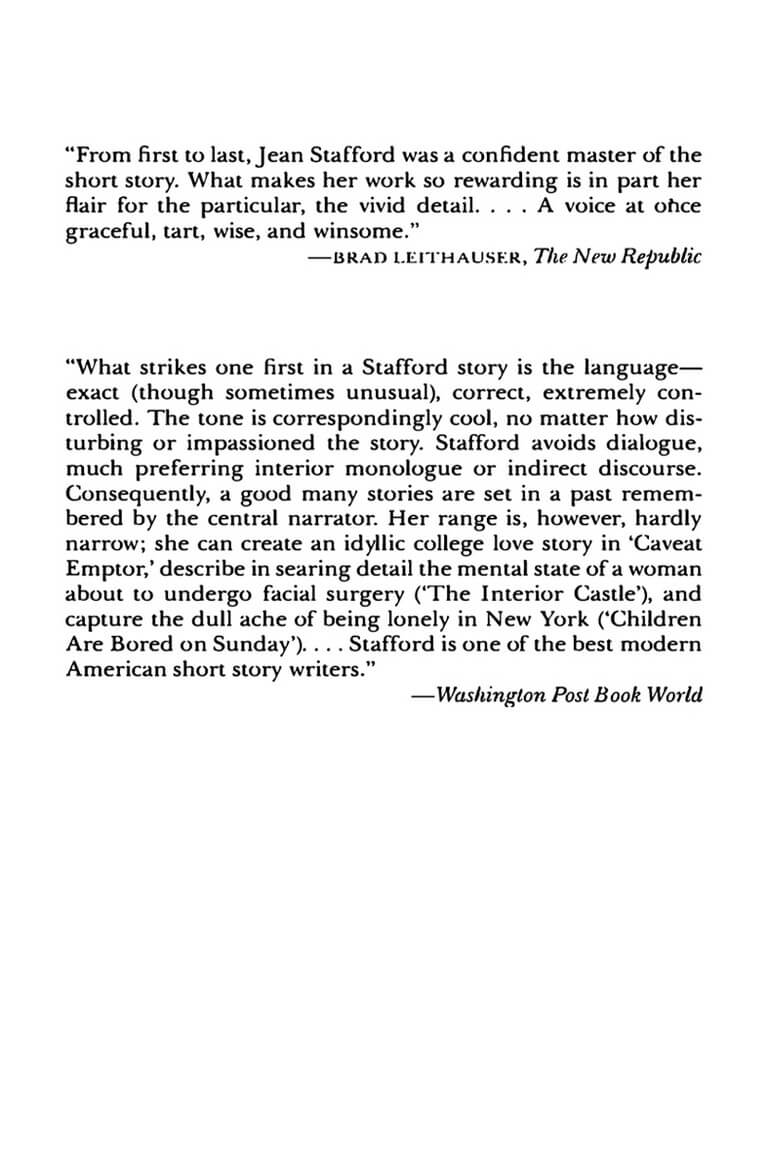 “From first to last, Jean Stafford was a confident master of the
short story. What makes her work so rewarding is in part her
flair for the particular, the vivid detail. . . . A voice at once
graceful, tart, wise, and winsome.”
—BRAD LEITHAUSER, The New Republic
“What strikes one first in a Stafford story is the language—
exact (though sometimes unusual), correct, extremely con-
trolled. The tone is correspondingly cool, no matter how dis-
turbing or impassioned the story. Stafford avoids dialogue,
much preferring interior monologue or indirect discourse.
Consequently, a good many stories are set in a past remem-
bered by the central narrator. Her range is, however, hardly
narrow; she can create an idyllic college love story in ‘Caveat
Emptor,’ describe in searing detail the mental state of a woman
about to undergo facial surgery (‘The Interior Castle’), and
capture the dull ache of being lonely in New York (‘Children
Are Bored on Sunday’). . . . Stafford is one of the best modern
American short story writers.”
—Washington Post Book World